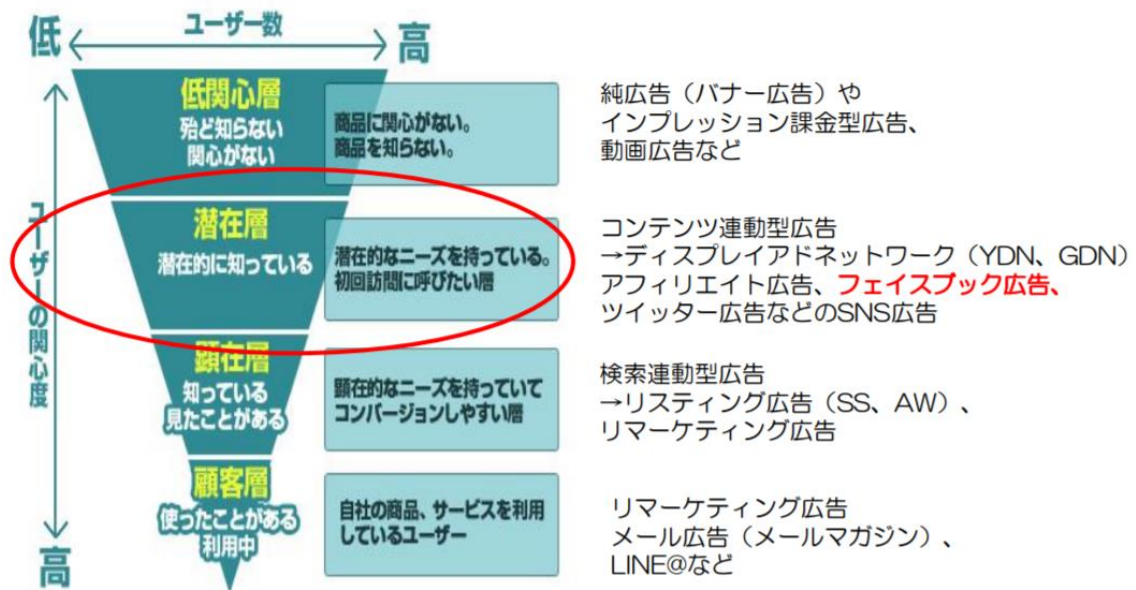 低 ユーザー数 高
ユーザーの関心度
低関心層
殆ど知らない
関心がない
商品に関心がない。
商品を知らない。
純広告（バナー広告）や
インプレッション課金型広告、
動画広告など
潜在層
潜在的に知っている
潜在的なニーズを持っている。
初回訪問に呼びたい層
コンテンツ連動型広告
→ディスプレイアドネットワーク（YDN、GDN）
アフィリエイト広告、フェイスブック広告、
ツイッター広告などのSNS広告
顕在層
知っている
見たことがある
顕在的なニーズを持っていて
コンバージョンしやすい層
検索連動型広告
→リスティング広告（SS、AW）、
リマーケティング広告
顧客層
使ったことがある
利用中
自社の商品、サービスを利用
しているユーザー
リマーケティング広告
メール広告（メールマガジン）、
LINE@など
高